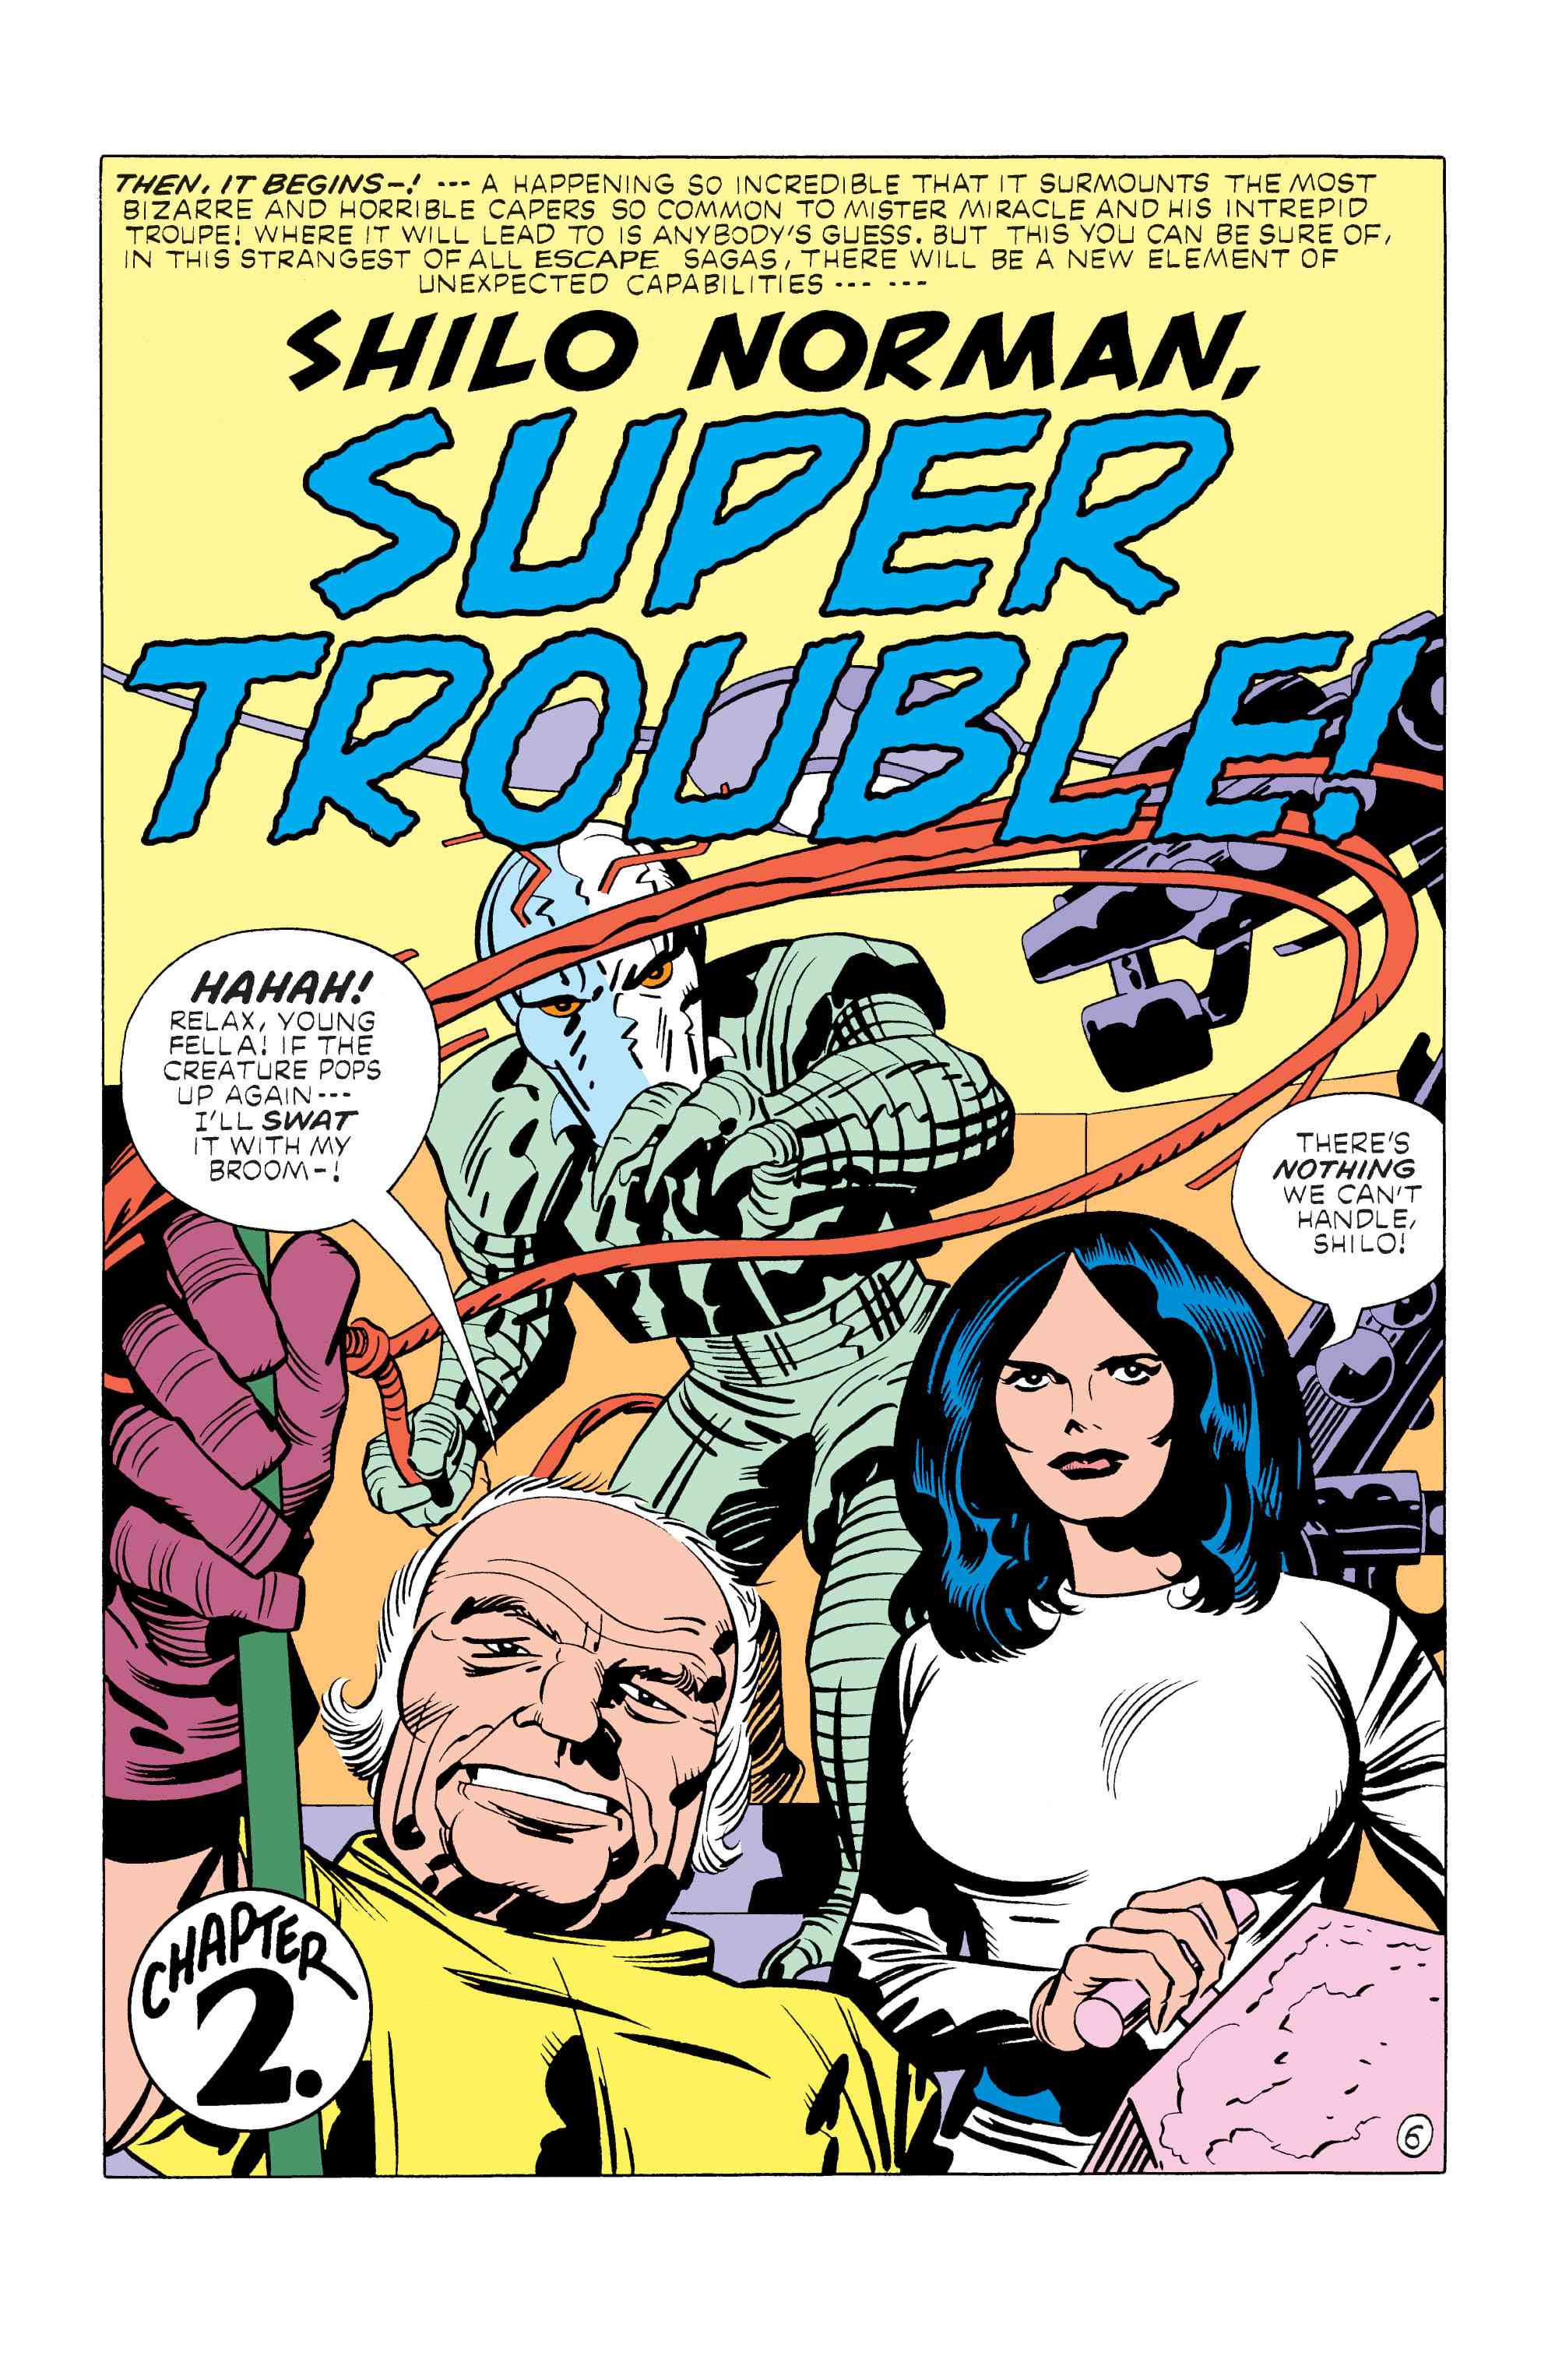 THEN, IT BEGINS-! --- A HAPPENING SO INCREDIBLE THAT IT SURMOUNTS THE MOST
BIZARRE AND HORRIBLE CAPERS SO COMMON TO MISTER MIRACLE AND HIS INTREPID
TROUPE! WHERE IT WILL LEAD TO IS ANYBODY'S GUESS. BUT THIS YOU CAN BE SURE OF,
IN THIS STRANGEST OF ALL ESCAPE SAGAS, THERE WILL BE A NEW ELEMENT OF
UNEXPECTED CAPABILITIES --- ---
SHILO NORMAN,
SUPER
TROUBLE!
HAHAH!
RELAX, YOUNG
FELLA! IF THE
CREATURE POPS
UP AGAIN ---
I'LL SWAT
IT WITH MY
BROOM-!
THERE'S
NOTHING
WE CAN'T
HANDLE,
SHILO!
CHAPTER
2.
6